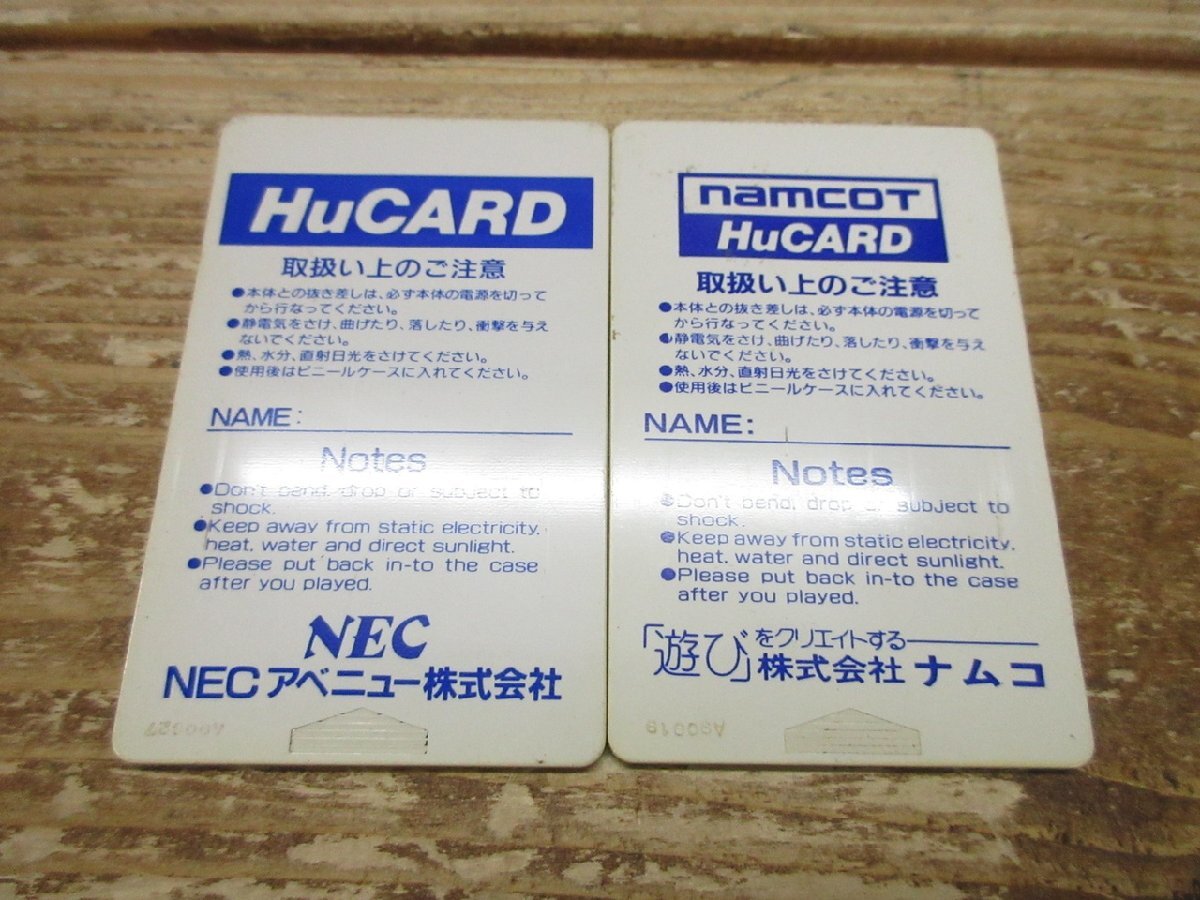 HuCARD
取扱い上のご注意
●本体との抜き差しは、必ず本体の電源を切って
から行なってください。
●静電気をさけ、曲げたり、落したり、衝撃を与え
ないでください。
●熱、水分、直射日光をさけてください。
●使用後はビニールケースに入れてください。
NAME:
Notes
●Don't bend, drop or subject to
shock.
●Keep away from static electricity,
heat, water and direct sunlight.
●Please put back in-to the case
after you played.
NEC
NECアベニュー株式会社
namcot
HuCARD
取扱い上のご注意
●本体との抜き差しは、必ず本体の電源を切って
から行なってください。
●静電気をさけ、曲げたり、落したり、衝撃を与え
ないでください。
●熱、水分、直射日光をさけてください。
●使用後はビニールケースに入れてください。
NAME:
Notes
●Don't bend, drop or subject to
shock.
●Keep away from static electricity,
heat, water and direct sunlight.
●Please put back in-to the case
after you played.
「遊び」をクリエイトする
株式会社ナムコ